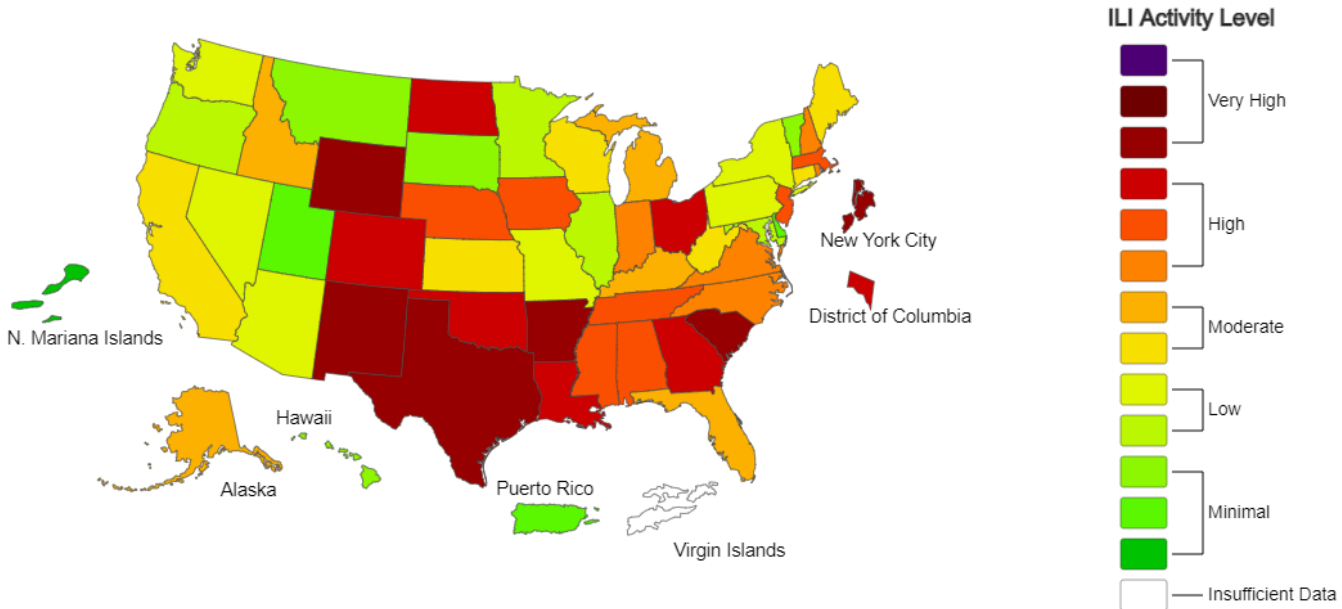 ILI Activity Level
Very High
High
New York City
District of Columbia
N. Mariana Islands
Moderate
Low
Hawaii
Alaska
Puerto Rico
Virgin Islands
Minimal
Insufficient Data